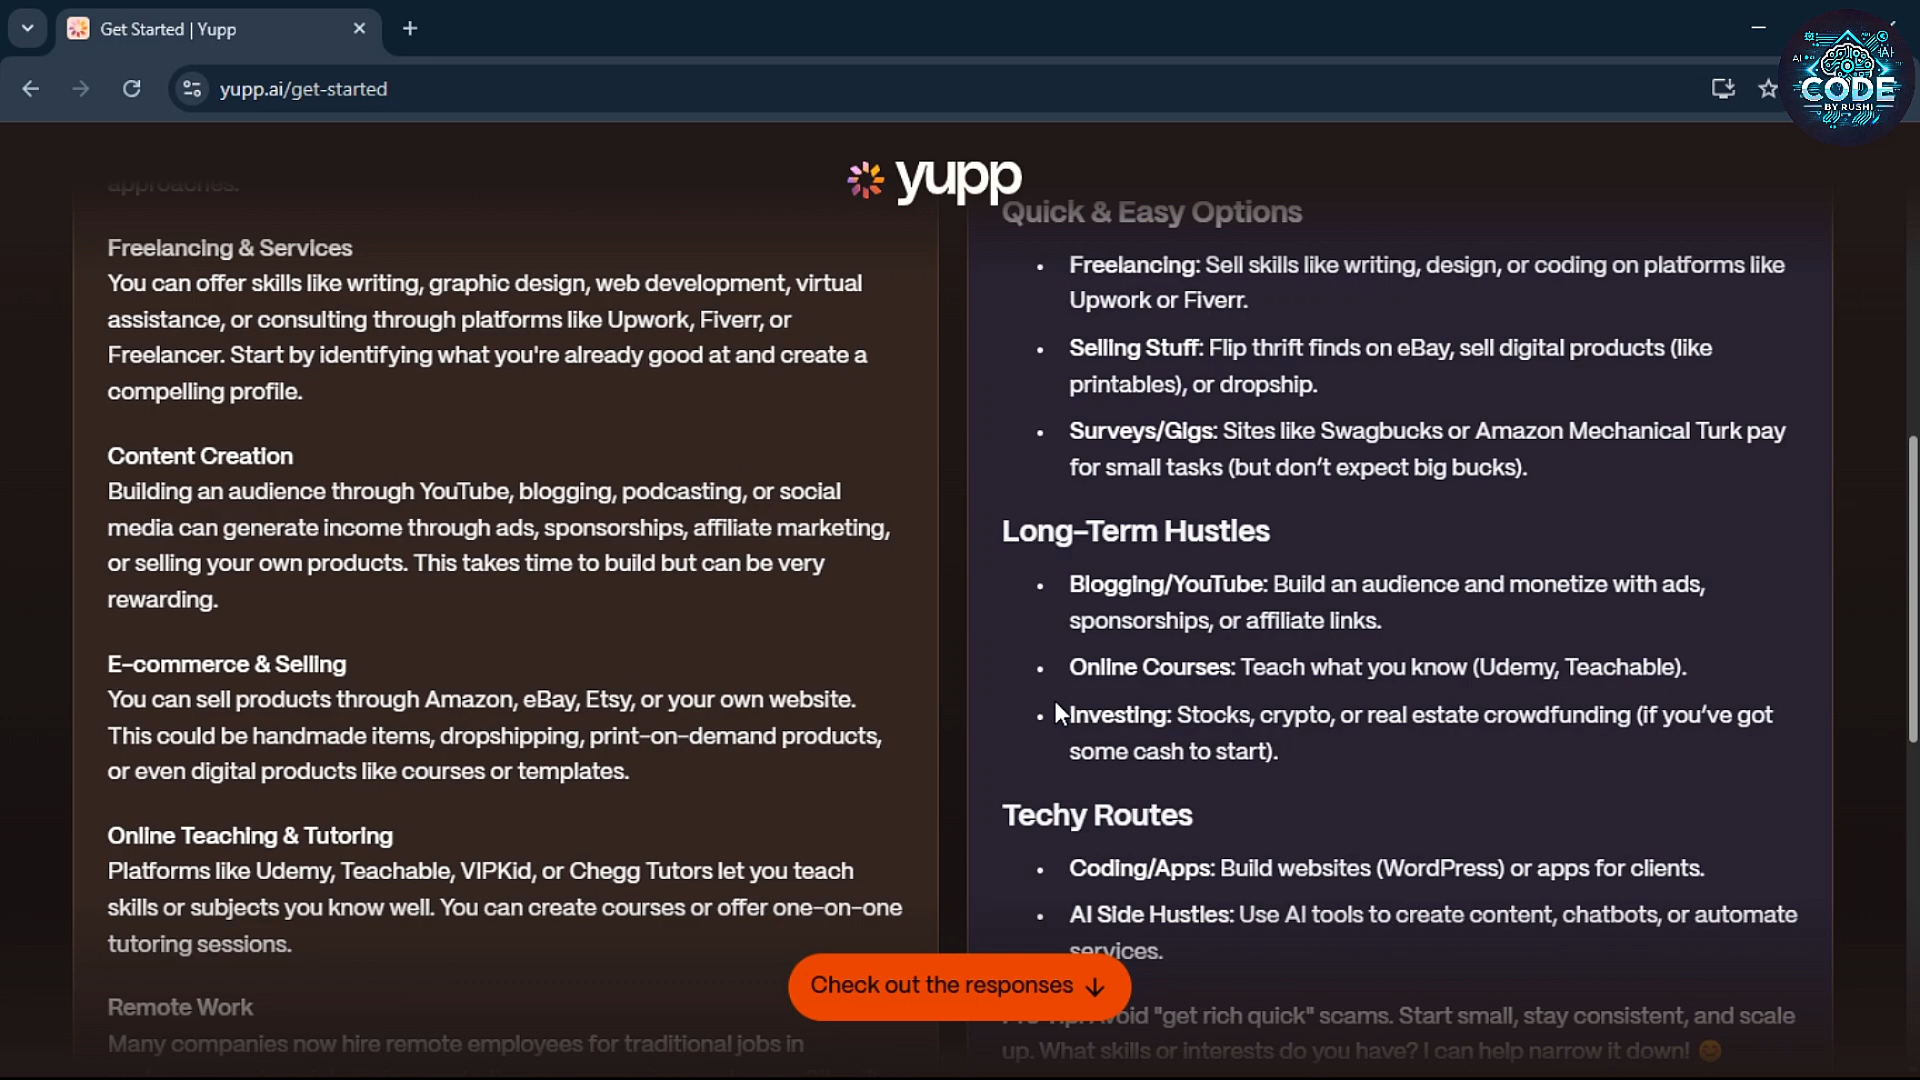 Get Started | Yupp
yupp.ai/get-started
AI
AI
CODE
BY RUSHI
yupp
approaches.
Freelancing & Services
You can offer skills like writing, graphic design, web development, virtual
assistance, or consulting through platforms like Upwork, Fiverr, or
Freelancer. Start by identifying what you're already good at and create a
compelling profile.
Content Creation
Building an audience through YouTube, blogging, podcasting, or social
media can generate income through ads, sponsorships, affiliate marketing,
or selling your own products. This takes time to build but can be very
rewarding.
E-commerce & Selling
You can sell products through Amazon, eBay, Etsy, or your own website.
This could be handmade items, dropshipping, print-on-demand products,
or even digital products like courses or templates.
Online Teaching & Tutoring
Platforms like Udemy, Teachable, VIPKid, or Chegg Tutors let you teach
skills or subjects you know well. You can create courses or offer one-on-one
tutoring sessions.
Remote Work
Many companies now hire remote employees for traditional jobs in
Quick & Easy Options
• Freelancing: Sell skills like writing, design, or coding on platforms like
Upwork or Fiverr.
• Selling Stuff: Flip thrift finds on eBay, sell digital products (like
printables), or dropship.
• Surveys/Gigs: Sites like Swagbucks or Amazon Mechanical Turk pay
for small tasks (but don’t expect big bucks).
Long-Term Hustles
• Blogging/YouTube: Build an audience and monetize with ads,
sponsorships, or affiliate links.
• Online Courses: Teach what you know (Udemy, Teachable).
• Investing: Stocks, crypto, or real estate crowdfunding (if you’ve got
some cash to start).
Techy Routes
• Coding/Apps: Build websites (WordPress) or apps for clients.
• AI Side Hustles: Use AI tools to create content, chatbots, or automate
services.
"get rich quick" scams. Start small, stay consistent, and scale
up. What skills or interests do you have? I can help narrow it down! 😊
Check out the responses ↓